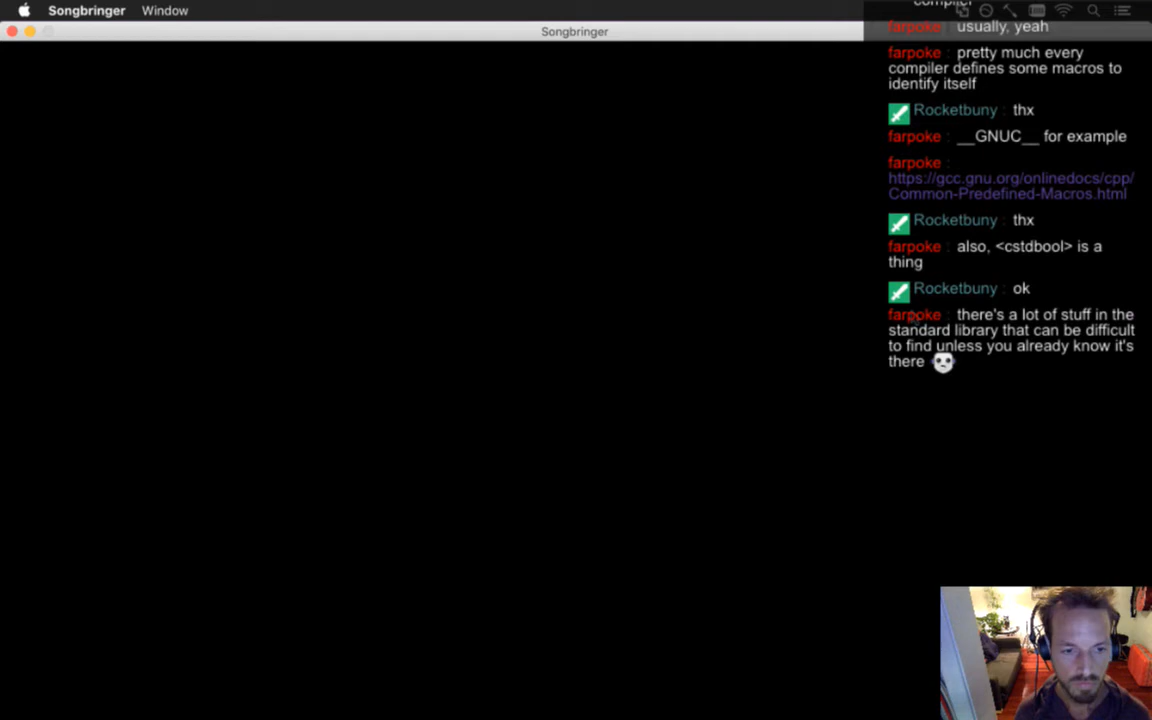 Songbringer Window
Songbringer
compiler
farpoke : usually, yeah
farpoke : pretty much every
compiler defines some macros to
identify itself
Rocketbuny : thx
farpoke : __GNUC__ for example
farpoke :
https://gcc.gnu.org/onlinedocs/cpp/
Common-Predefined-Macros.html
Rocketbuny : thx
farpoke : also, <cstdbool> is a
thing
Rocketbuny : ok
farpoke : there's a lot of stuff in the
standard library that can be difficult
to find unless you already know it's
there